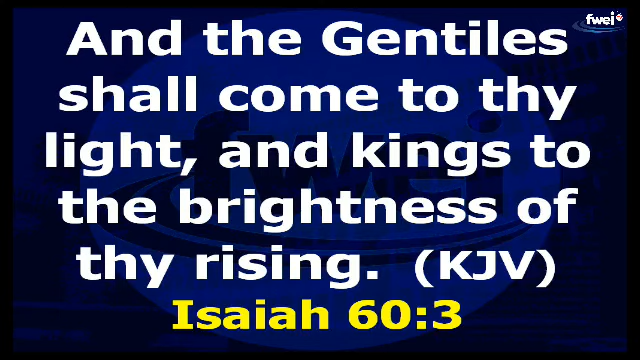 fwei
And the Gentiles
shall come to thy
light, and kings to
the brightness of
thy rising. (KJV)
Isaiah 60:3
fwei